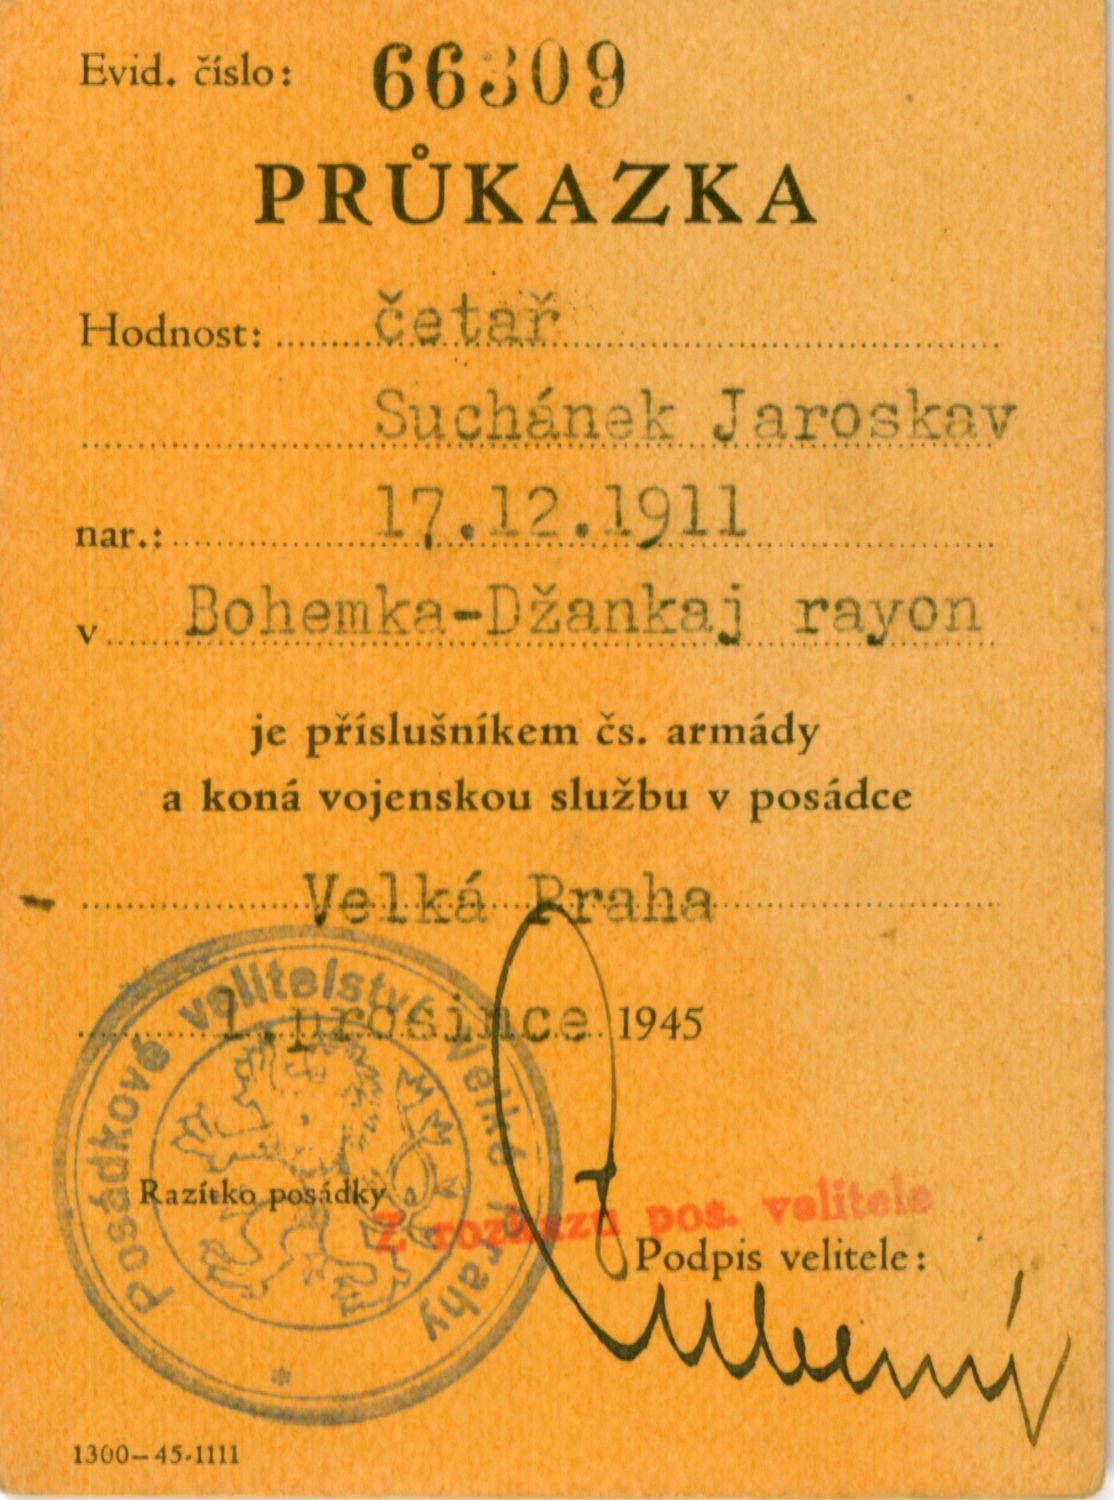 Evid. číslo: 66309
PRŮKAZKA
Hodnost: četař
Suchánek Jaroskav
nar.: 17.12.1911
v Bohemka-Džankaj rayon
je příslušníkem čs. armády
a koná vojenskou službu v posádce
Velká Praha
1.prosince 1945
Posádkové velitelství Velké Prahy
Razítko posádky
Z rozkazu pos. velitele
Podpis velitele:
1300-45-1111